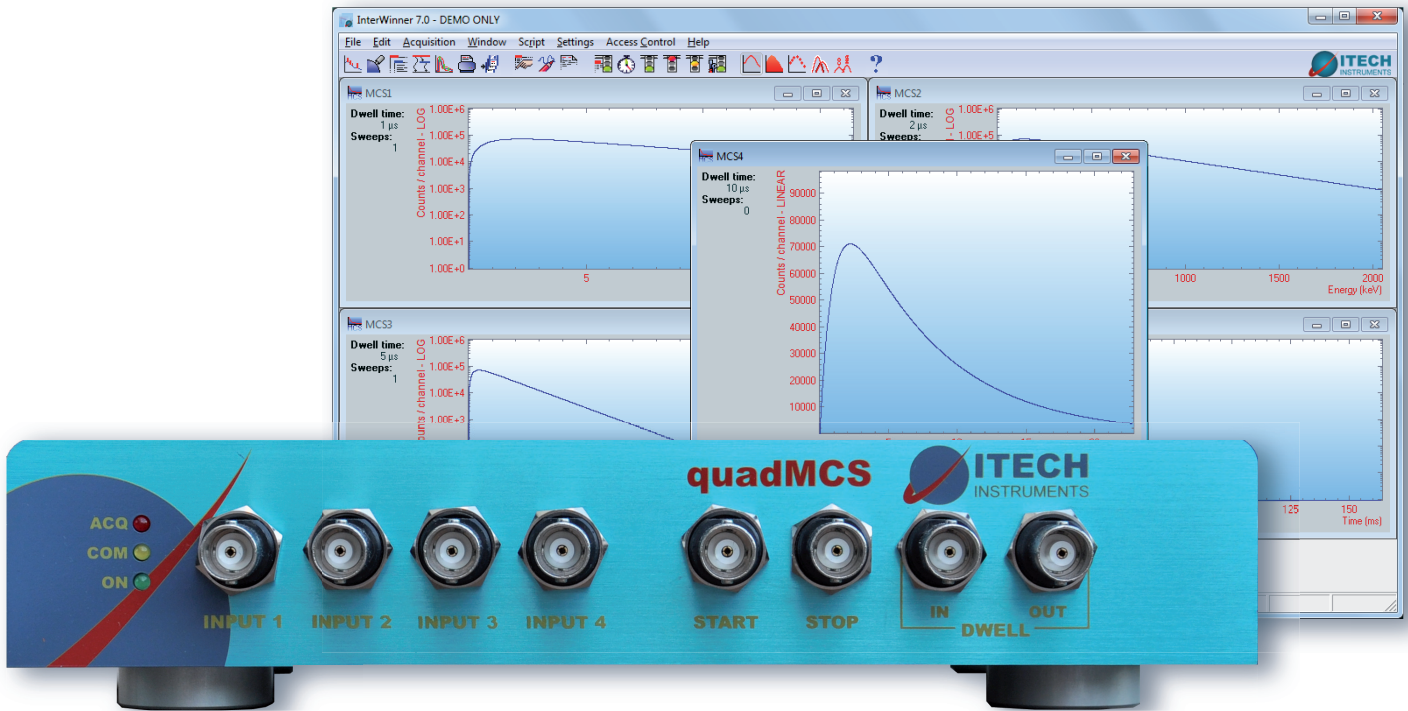 InterWinner 7.0 - DEMO ONLY
File Edit Acquisition Window Script Settings Access Control Help
ITECH
INSTRUMENTS
MCS1
Dwell time:
1 µs
Sweeps:
1
Counts / channel - LOG
1.00E+6
1.00E+5
1.00E+4
1.00E+3
1.00E+2
1.00E+1
1.00E+0
5
MCS2
Dwell time:
2 µs
Sweeps:
1.00E+6
1.00E+5
LOG
1000 1500 2000
Energy (keV)
MCS4
Dwell time:
10 µs
Sweeps:
0
Counts / channel - LINEAR
90000
80000
70000
60000
50000
40000
30000
20000
10000
MCS3
Dwell time:
5 µs
Sweeps:
1
Counts / channel - LOG
1.00E+6
1.00E+5
1.00E+4
1.00E+3
125 150
Time (ms)
quadMCS
ITECH
INSTRUMENTS
ACQ
COM
ON
INPUT 1 INPUT 2 INPUT 3 INPUT 4 START STOP IN OUT
DWELL